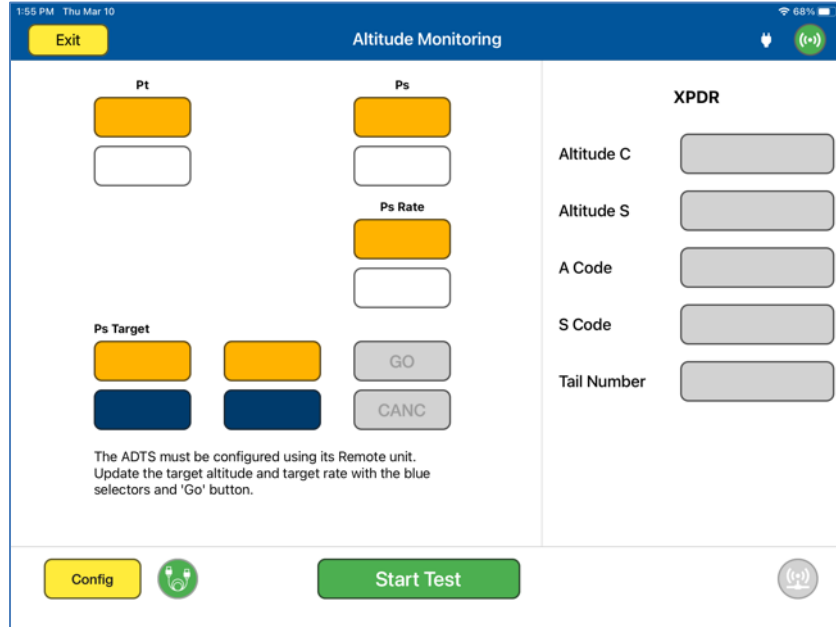 1:55 PM Thu Mar 10
68%
Exit
Altitude Monitoring
Pt
Ps
Ps Rate
Ps Target
GO
CANC
The ADTS must be configured using its Remote unit.
Update the target altitude and target rate with the blue
selectors and 'Go' button.
XPDR
Altitude C
Altitude S
A Code
S Code
Tail Number
Config
Start Test